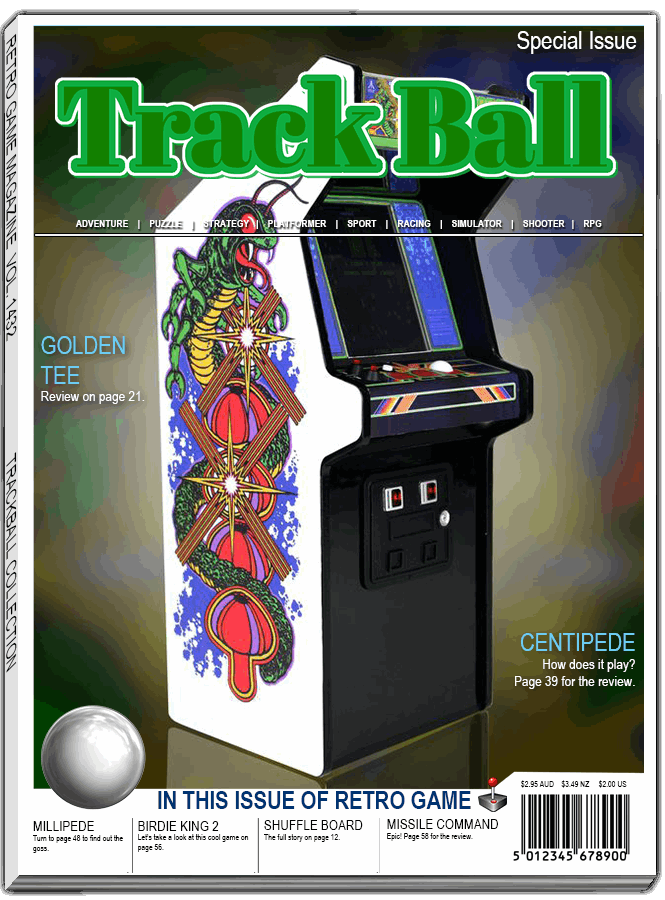 Special Issue
Track Ball
ADVENTURE | PUZZLE | STRATEGY | PLATFORMER | SPORT | RACING | SIMULATOR | SHOOTER | RPG
RETRO GAME MAGAZINE VOL. 1452
TRACKBALL COLLECTION
GOLDEN
TEE
Review on page 21.
CENTIPEDE
How does it play?
Page 39 for the review.
IN THIS ISSUE OF RETRO GAME
$2.95 AUD $3.49 NZ $2.00 US
MILLIPEDE
Turn to page 48 to find out the
goss.
BIRDIE KING 2
Let's take a look at this cool game on
page 56.
SHUFFLE BOARD
The full story on page 12.
MISSILE COMMAND
Epic! Page 58 for the review.
5 012345 678900